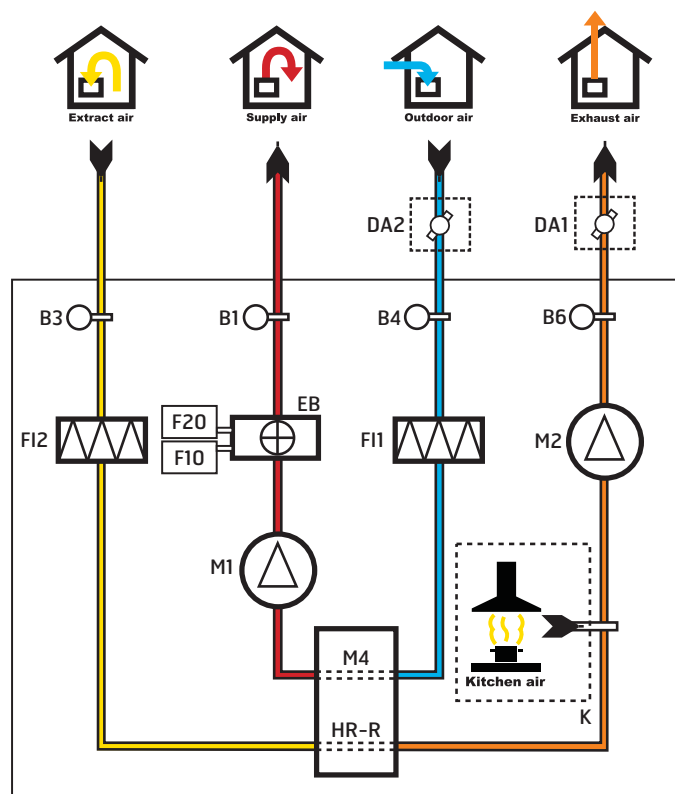 Extract air
Supply air
Outdoor air
Exhaust air
DA2
DA1
B3
B1
B4
B6
EB
F20
FI2
F10
FI1
M2
M1
M4
Kitchen air
K
HR-R